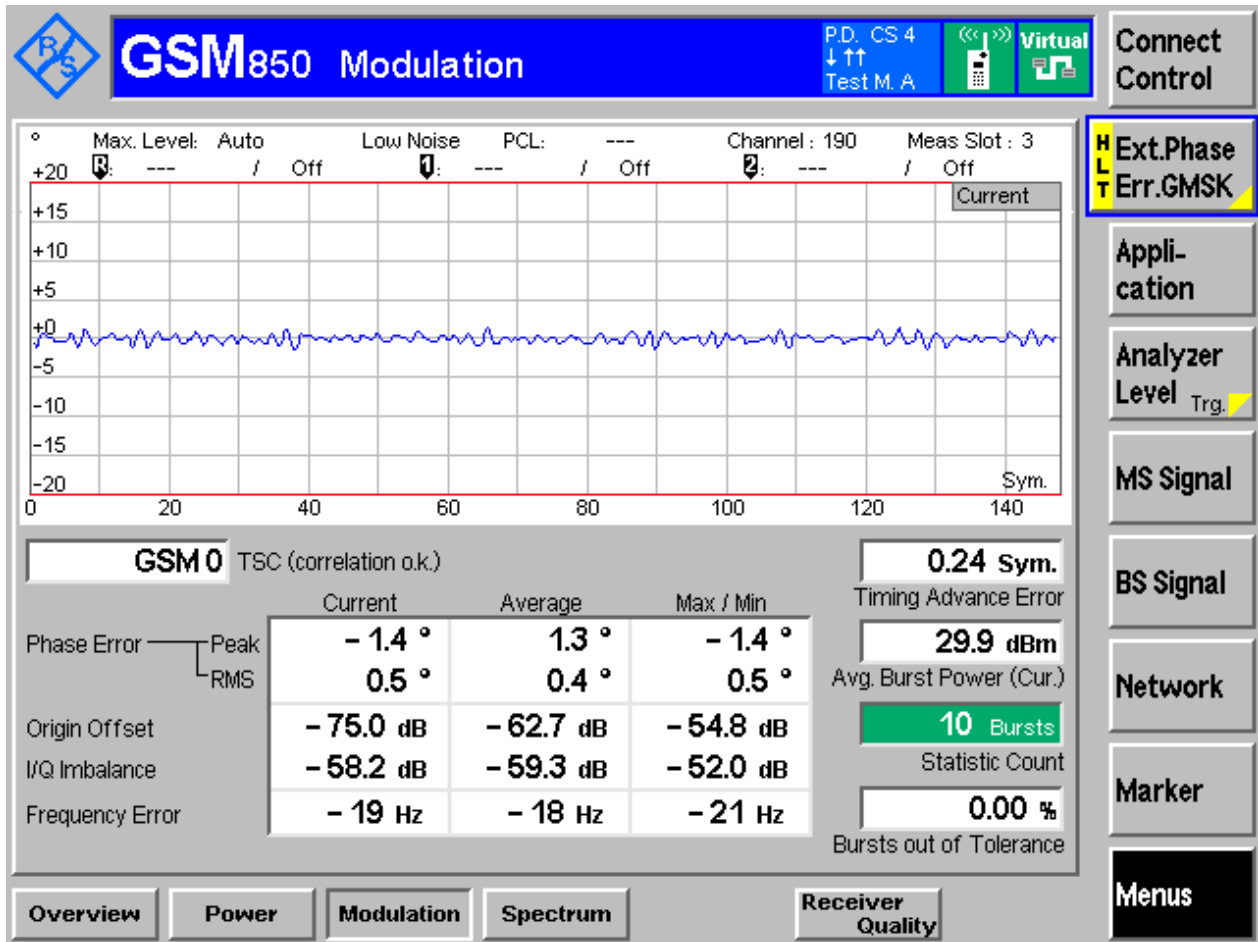 R/S
GSM850 Modulation
P.D. CS 4
↓ ↑↑
Test M. A
Virtual
Connect
Control
° Max. Level: Auto Low Noise PCL: --- Channel : 190 Meas Slot : 3
R: --- / Off 1: --- / Off 2: --- / Off
Current
+20
+15
+10
+5
+0
-5
-10
-15
-20
Sym.
0 20 40 60 80 100 120 140
HLT
Ext.Phase
Err.GMSK
Appli-
cation
Analyzer
Level Trg.
MS Signal
BS Signal
Network
Marker
Menus
GSM 0 TSC (correlation o.k.)
Current Average Max / Min
Phase Error Peak - 1.4 ° 1.3 ° - 1.4 °
RMS 0.5 ° 0.4 ° 0.5 °
Origin Offset - 75.0 dB - 62.7 dB - 54.8 dB
I/Q Imbalance - 58.2 dB - 59.3 dB - 52.0 dB
Frequency Error - 19 Hz - 18 Hz - 21 Hz
0.24 Sym.
Timing Advance Error
29.9 dBm
Avg. Burst Power (Cur.)
10 Bursts
Statistic Count
0.00 %
Bursts out of Tolerance
Overview Power Modulation Spectrum Receiver
Quality